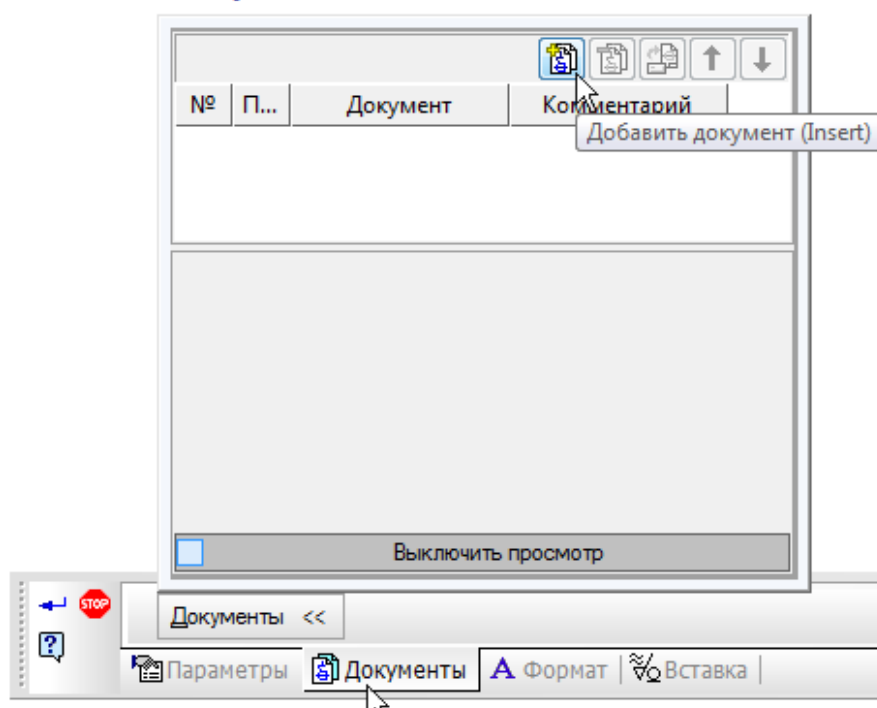 № П... Документ Комментарий
Добавить документ (Insert)
Выключить просмотр
STOP
Документы <<
Параметры Документы Формат Вставка